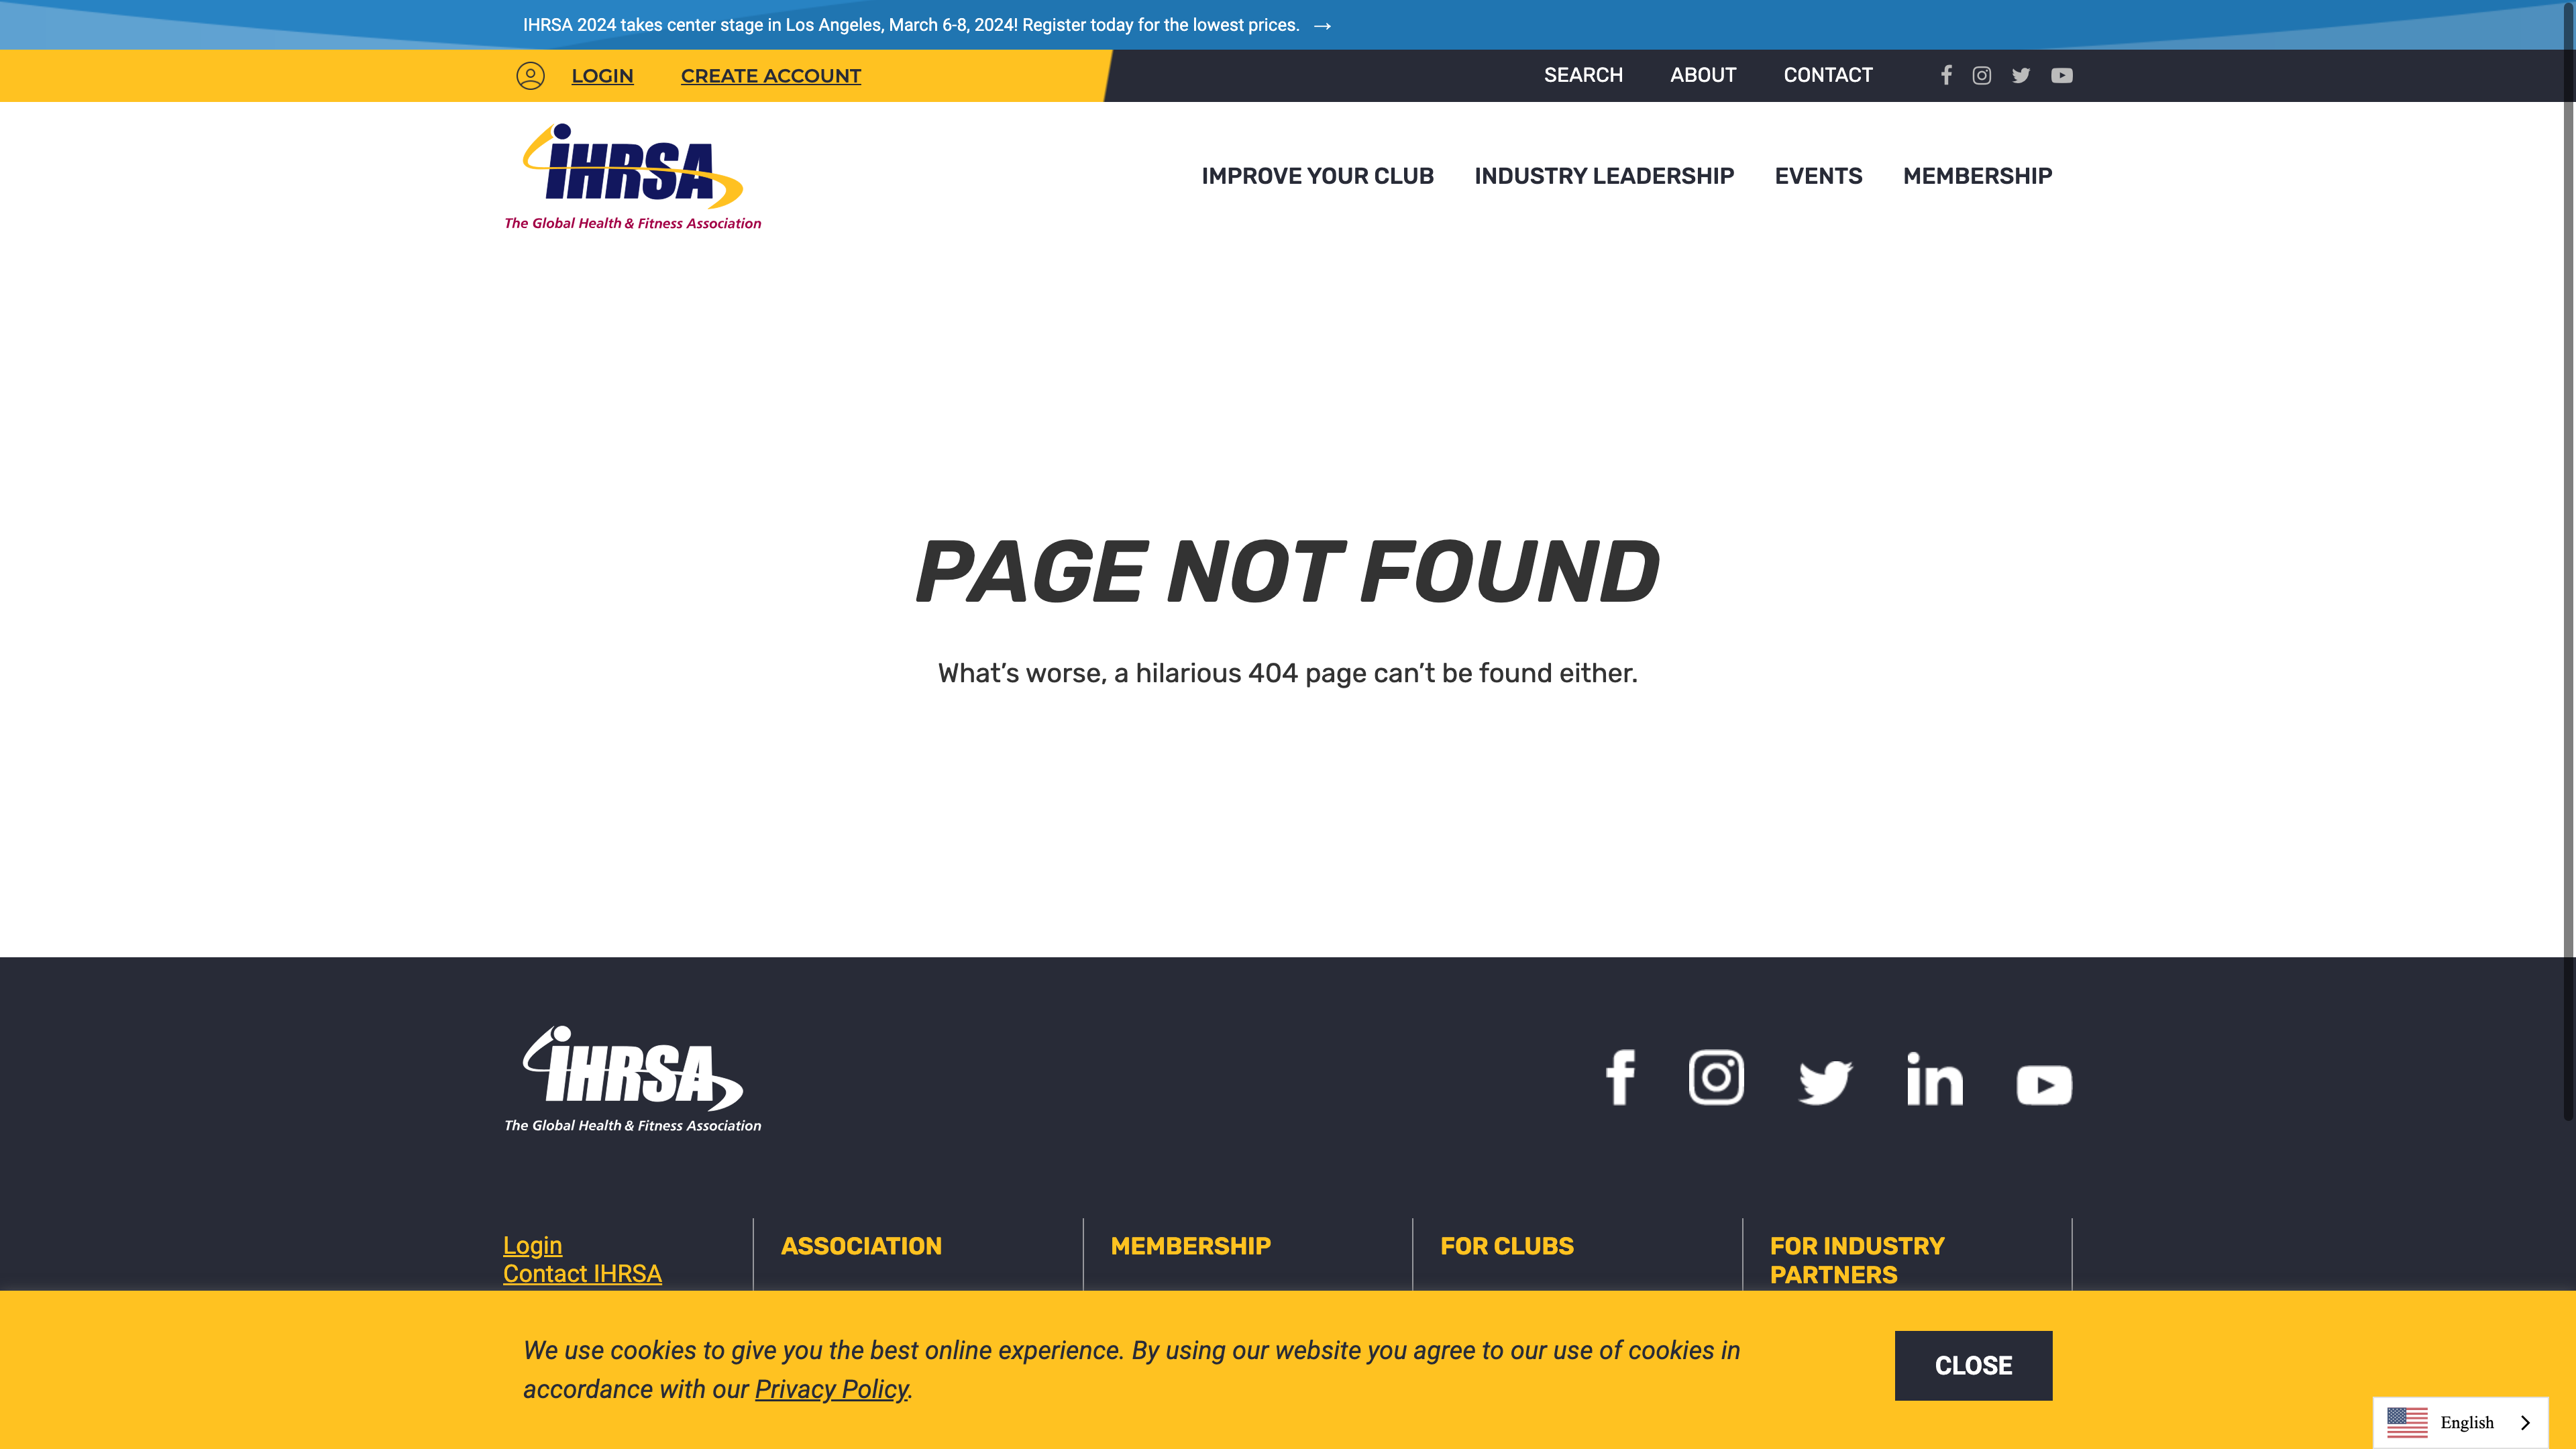 IHRSA 2024 takes center stage in Los Angeles, March 6-8, 2024! Register today for the lowest prices. →
LOGIN
CREATE ACCOUNT
SEARCH
ABOUT
CONTACT
iHRSA
The Global Health & Fitness Association
IMPROVE YOUR CLUB
INDUSTRY LEADERSHIP
EVENTS
MEMBERSHIP
PAGE NOT FOUND
What’s worse, a hilarious 404 page can’t be found either.
iHRSA
The Global Health & Fitness Association
Login
Contact IHRSA
ASSOCIATION
MEMBERSHIP
FOR CLUBS
FOR INDUSTRY
PARTNERS
We use cookies to give you the best online experience. By using our website you agree to our use of cookies in
accordance with our Privacy Policy.
CLOSE
English